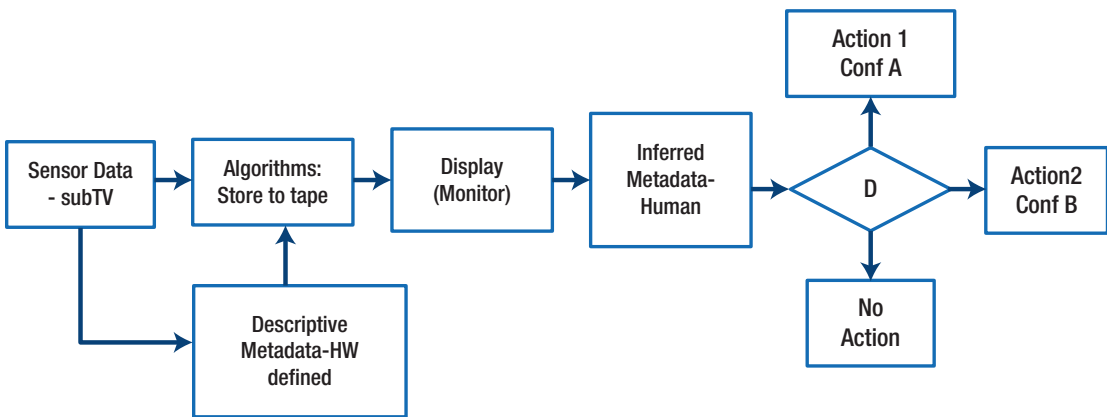 Sensor Data
- subTV
Algorithms:
Store to tape
Descriptive
Metadata-HW
defined
Display
(Monitor)
Inferred
Metadata-
Human
D
Action 1
Conf A
Action2
Conf B
No
Action